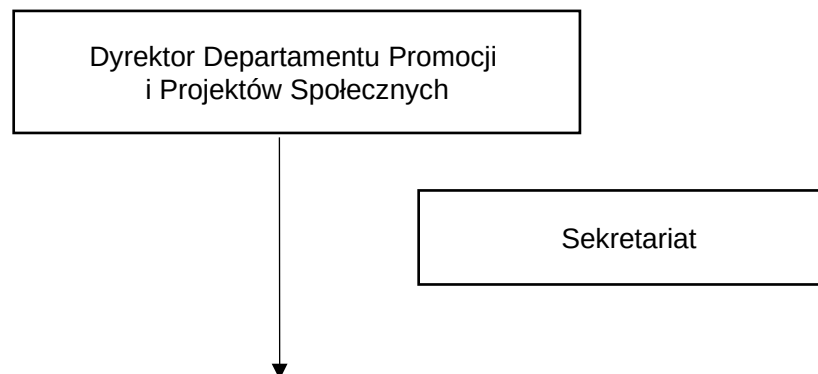 Dyrektor Departamentu Promocji
i Projektów Społecznych
Sekretariat